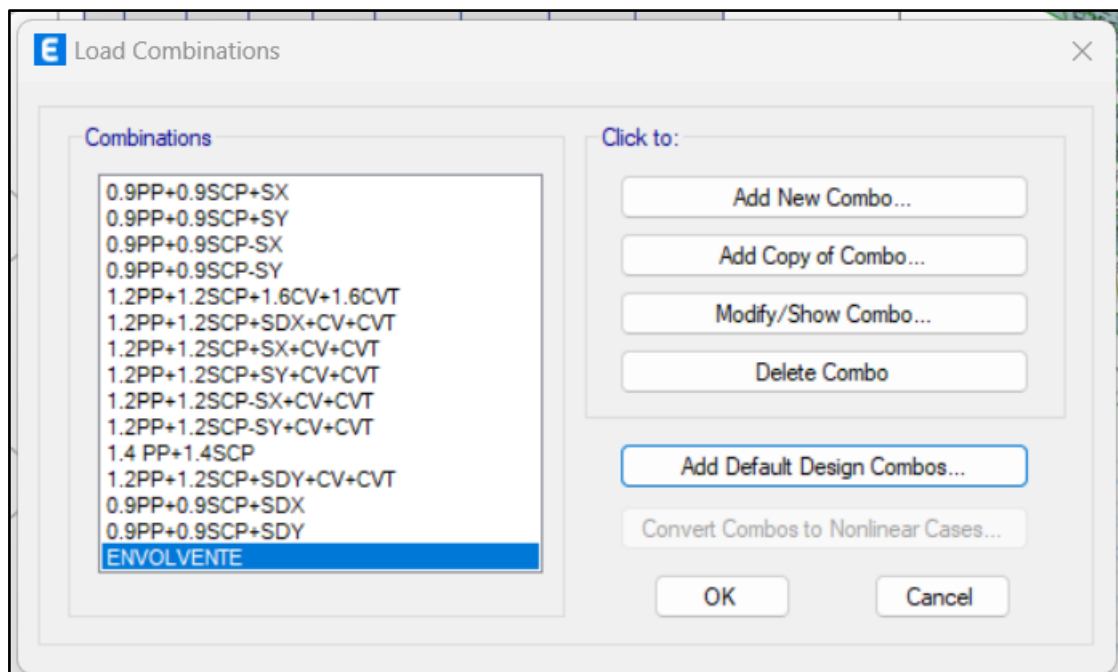 E Load Combinations
Combinations
0.9PP+0.9SCP+SX
0.9PP+0.9SCP+SY
0.9PP+0.9SCP-SX
0.9PP+0.9SCP-SY
1.2PP+1.2SCP+1.6CV+1.6CVT
1.2PP+1.2SCP+SDX+CV+CVT
1.2PP+1.2SCP+SX+CV+CVT
1.2PP+1.2SCP+SY+CV+CVT
1.2PP+1.2SCP-SX+CV+CVT
1.2PP+1.2SCP-SY+CV+CVT
1.4 PP+1.4SCP
1.2PP+1.2SCP+SDY+CV+CVT
0.9PP+0.9SCP+SDX
0.9PP+0.9SCP+SDY
ENVOLVENTE
Click to:
Add New Combo...
Add Copy of Combo...
Modify/Show Combo...
Delete Combo
Add Default Design Combos...
Convert Combos to Nonlinear Cases...
OK
Cancel